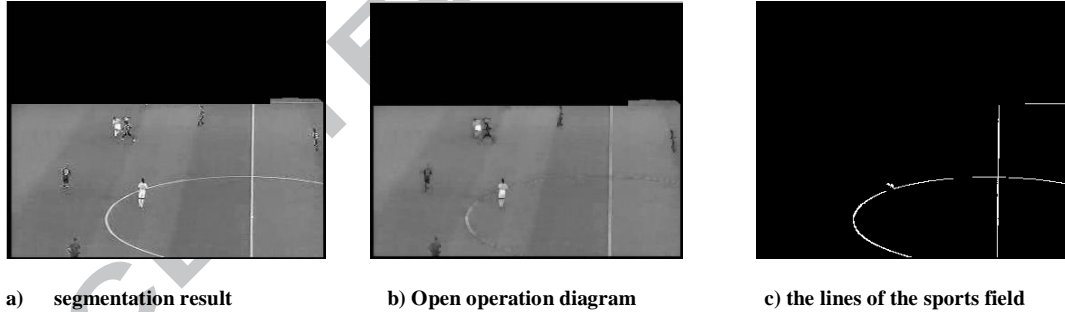 a) segmentation result
b) Open operation diagram
c) the lines of the sports field